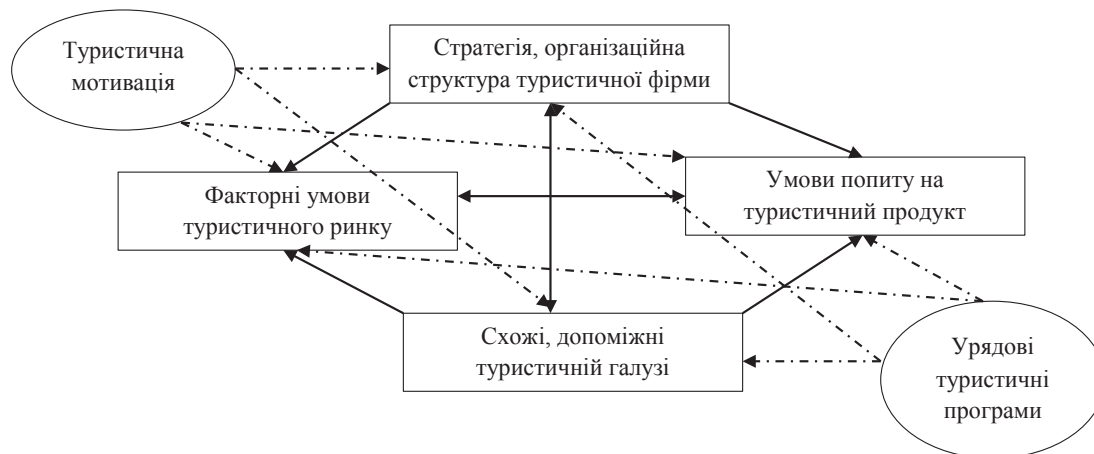 Туристична
мотивація
Стратегія, організаційна
структура туристичної фірми
Факторні умови
туристичного ринку
Умови попиту на
туристичний продукт
Схожі, допоміжні
туристичній галузі
Урядові
туристичні
програми